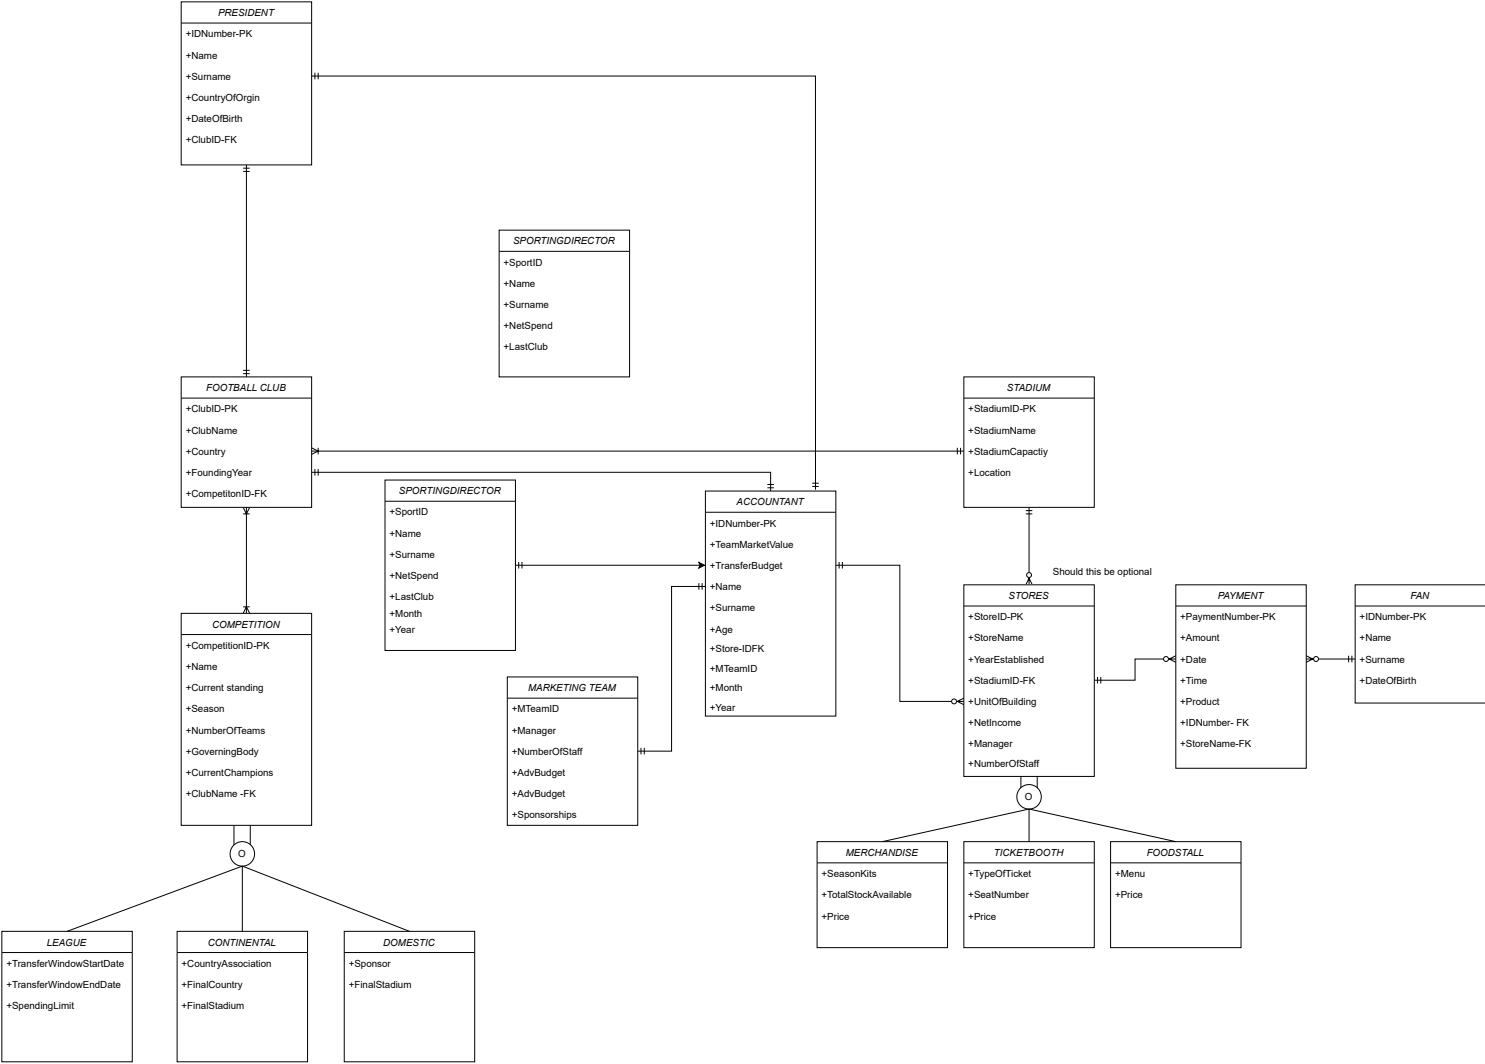 PRESIDENT
+IDNumber-PK
+Name
+Surname
+CountryOfOrgin
+DateOfBirth
+ClubID-FK
SPORTINGDIRECTOR
+SportID
+Name
+Surname
+NetSpend
+LastClub
FOOTBALL CLUB
+ClubID-PK
+ClubName
+Country
+FoundingYear
+CompetitonID-FK
STADIUM
+StadiumID-PK
+StadiumName
+StadiumCapactiy
+Location
SPORTINGDIRECTOR
+SportID
+Name
+Surname
+NetSpend
+LastClub
+Month
+Year
ACCOUNTANT
+IDNumber-PK
+TeamMarketValue
+TransferBudget
+Name
+Surname
+Age
+Store-IDFK
+MTeamID
+Month
+Year
Should this be optional
STORES
+StoreID-PK
+StoreName
+YearEstablished
+StadiumID-FK
+UnitOfBuilding
+NetIncome
+Manager
+NumberOfStaff
PAYMENT
+PaymentNumber-PK
+Amount
+Date
+Time
+Product
+IDNumber- FK
+StoreName-FK
FAN
+IDNumber-PK
+Name
+Surname
+DateOfBirth
COMPETITION
+CompetitionID-PK
+Name
+Current standing
+Season
+NumberOfTeams
+GoverningBody
+CurrentChampions
+ClubName -FK
MARKETING TEAM
+MTeamID
+Manager
+NumberOfStaff
+AdvBudget
+AdvBudget
+Sponsorships
O
O
MERCHANDISE
+SeasonKits
+TotalStockAvailable
+Price
TICKETBOOTH
+TypeOfTicket
+SeatNumber
+Price
FOODSTALL
+Menu
+Price
LEAGUE
+TransferWindowStartDate
+TransferWindowEndDate
+SpendingLimit
CONTINENTAL
+CountryAssociation
+FinalCountry
+FinalStadium
DOMESTIC
+Sponsor
+FinalStadium